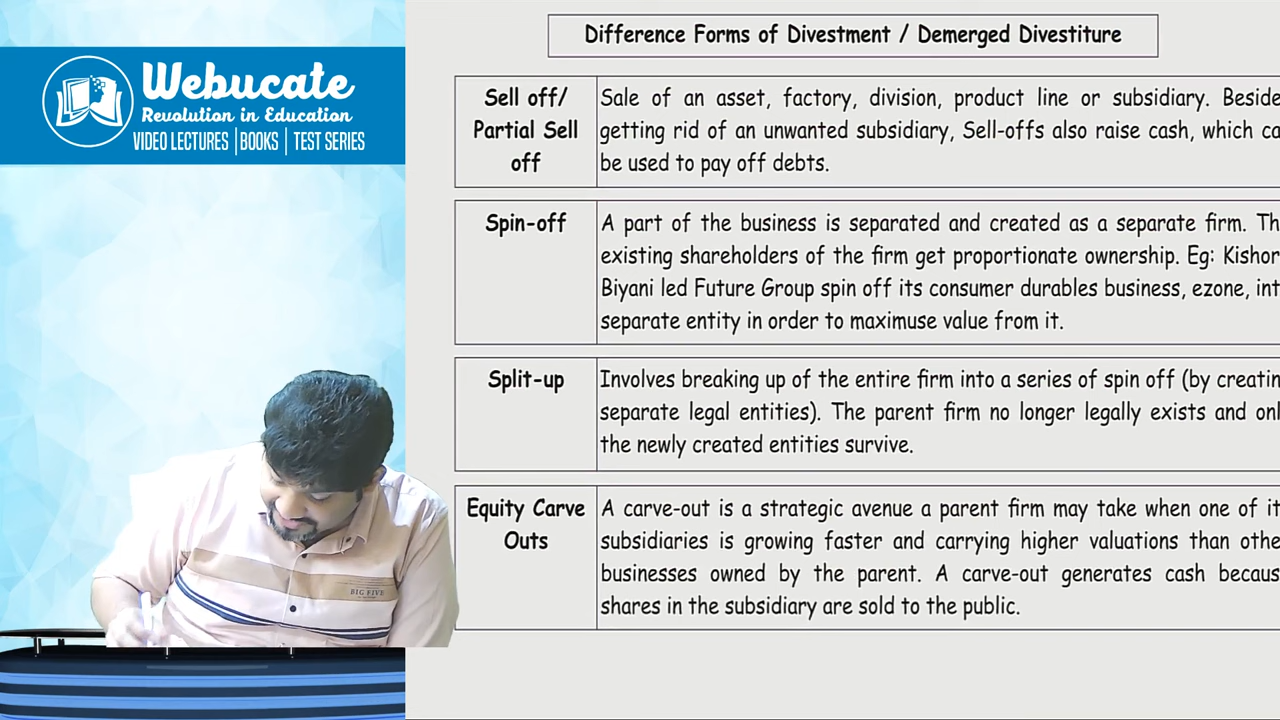 Webucate
Revolution in Education
VIDEO LECTURES | BOOKS | TEST SERIES
Difference Forms of Divestment / Demerged Divestiture
Sell off/
Partial Sell
off
Sale of an asset, factory, division, product line or subsidiary. Beside
getting rid of an unwanted subsidiary, Sell-offs also raise cash, which ca
be used to pay off debts.
Spin-off
A part of the business is separated and created as a separate firm. Th
existing shareholders of the firm get proportionate ownership. Eg: Kishor
Biyani led Future Group spin off its consumer durables business, ezone, int
separate entity in order to maximuse value from it.
Split-up
Involves breaking up of the entire firm into a series of spin off (by creatin
separate legal entities). The parent firm no longer legally exists and onl
the newly created entities survive.
Equity Carve
Outs
A carve-out is a strategic avenue a parent firm may take when one of it
subsidiaries is growing faster and carrying higher valuations than othe
businesses owned by the parent. A carve-out generates cash becaus
shares in the subsidiary are sold to the public.
BIG FIVE